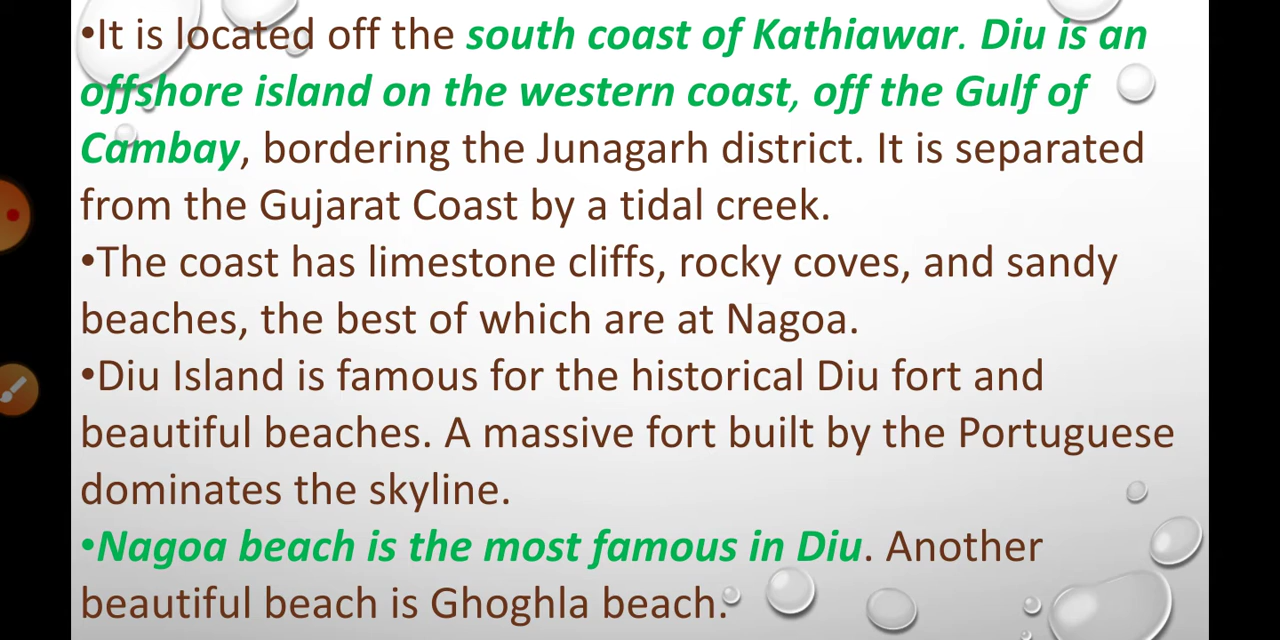 •It is located off the south coast of Kathiawar. Diu is an
offshore island on the western coast, off the Gulf of
Cambay, bordering the Junagarh district. It is separated
from the Gujarat Coast by a tidal creek.
•The coast has limestone cliffs, rocky coves, and sandy
beaches, the best of which are at Nagoa.
•Diu Island is famous for the historical Diu fort and
beautiful beaches. A massive fort built by the Portuguese
dominates the skyline.
•Nagoa beach is the most famous in Diu. Another
beautiful beach is Ghoghla beach.